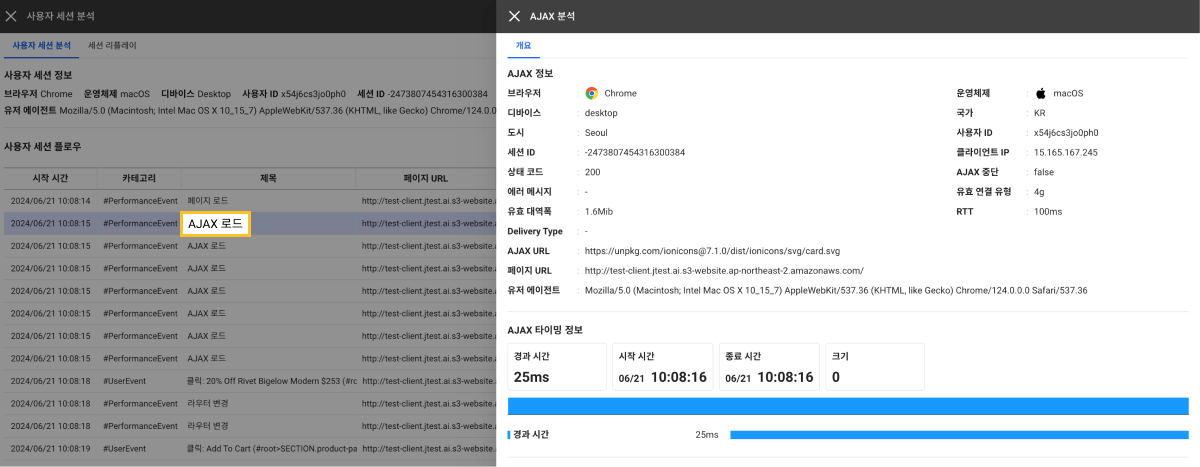 사용자 세션 분석
사용자 세션 분석 세션 리플레이
사용자 세션 정보
브라우저 Chrome 운영체제 macOS 디바이스 Desktop 사용자 ID x54j6cs3jo0ph0 세션 ID -2473807454316300384
유저 에이전트 Mozilla/5.0 (Macintosh; Intel Mac OS X 10_15_7) AppleWebKit/537.36 (KHTML, like Gecko) Chrome/124.0.0
사용자 세션 플로우
시작 시간 카테고리 제목 페이지 URL
2024/06/21 10:08:14 #PerformanceEvent 페이지 로드 http://test-client.jtest.ai.s3-website.a
2024/06/21 10:08:15 #PerformanceEvent AJAX 로드 http://test-client.jtest.ai.s3-website.a
2024/06/21 10:08:15 #PerformanceEvent AJAX 로드 http://test-client.jtest.ai.s3-website.a
2024/06/21 10:08:15 #PerformanceEvent AJAX 로드 http://test-client.jtest.ai.s3-website.a
2024/06/21 10:08:15 #PerformanceEvent AJAX 로드 http://test-client.jtest.ai.s3-website.a
2024/06/21 10:08:15 #PerformanceEvent AJAX 로드 http://test-client.jtest.ai.s3-website.a
2024/06/21 10:08:15 #PerformanceEvent AJAX 로드 http://test-client.jtest.ai.s3-website.a
2024/06/21 10:08:15 #PerformanceEvent AJAX 로드 http://test-client.jtest.ai.s3-website.a
2024/06/21 10:08:18 #UserEvent 클릭: 20% Off Rivet Bigelow Modern $253 (#rc http://test-client.jtest.ai.s3-website.a
2024/06/21 10:08:18 #PerformanceEvent 라우터 변경 http://test-client.jtest.ai.s3-website.a
2024/06/21 10:08:18 #PerformanceEvent 라우터 변경 http://test-client.jtest.ai.s3-website.a
2024/06/21 10:08:19 #UserEvent 클릭: Add To Cart (#root>SECTION.product-pa http://test-client.jtest.ai.s3-website.a
AJAX 분석
개요
AJAX 정보
브라우저 : Chrome 운영체제 : macOS
디바이스 : desktop 국가 : KR
도시 : Seoul 사용자 ID : x54j6cs3jo0ph0
세션 ID : -2473807454316300384 클라이언트 IP : 15.165.167.245
상태 코드 : 200 AJAX 중단 : false
에러 메시지 : - 유효 연결 유형 : 4g
유효 대역폭 : 1.6Mib RTT : 100ms
Delivery Type : -
AJAX URL : https://unpkg.com/ionicons@7.1.0/dist/ionicons/svg/card.svg
페이지 URL : http://test-client.jtest.ai.s3-website.ap-northeast-2.amazonaws.com/
유저 에이전트 : Mozilla/5.0 (Macintosh; Intel Mac OS X 10_15_7) AppleWebKit/537.36 (KHTML, like Gecko) Chrome/124.0.0.0 Safari/537.36
AJAX 타이밍 정보
경과 시간 시작 시간 종료 시간 크기
25ms 06/21 10:08:16 06/21 10:08:16 0
경과 시간 25ms